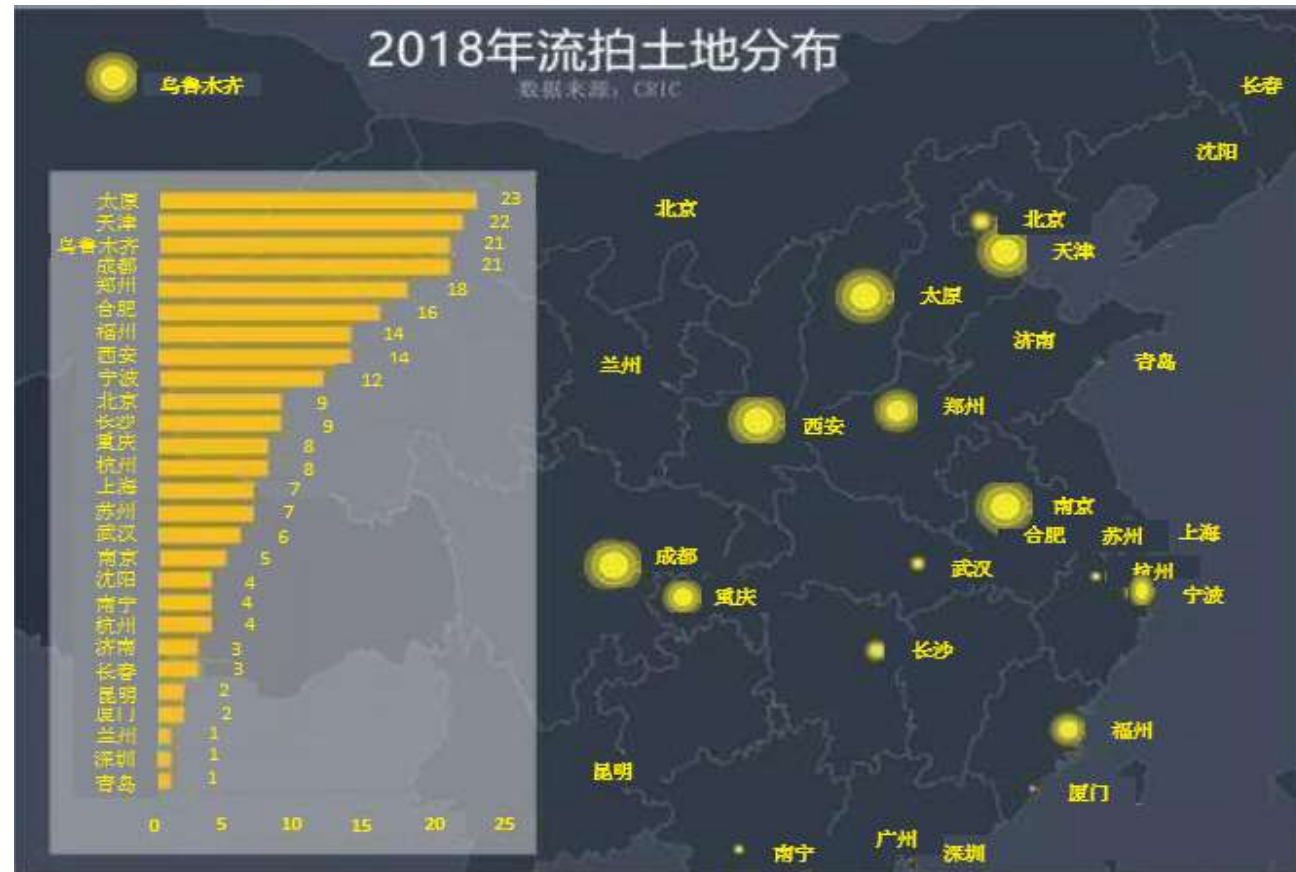 2018年流拍土地分布
数据来源：CRIC
乌鲁木齐
长春
沈阳
北京
北京
天津
太原
济南
兰州
青岛
郑州
西安
南京
合肥 苏州 上海
成都
武汉
杭州
重庆
宁波
长沙
福州
昆明
厦门
广州
南宁
深圳
太原 23
天津 22
乌鲁木齐 21
成都 21
郑州 18
合肥 16
福州 14
西安 14
宁波 12
北京 9
长沙 9
重庆 8
杭州 8
上海 7
苏州 7
武汉 6
南京 5
沈阳 4
南宁 4
杭州 4
济南 3
长春 3
昆明 2
厦门 2
兰州 1
深圳 1
青岛 1
0 5 10 15 20 25